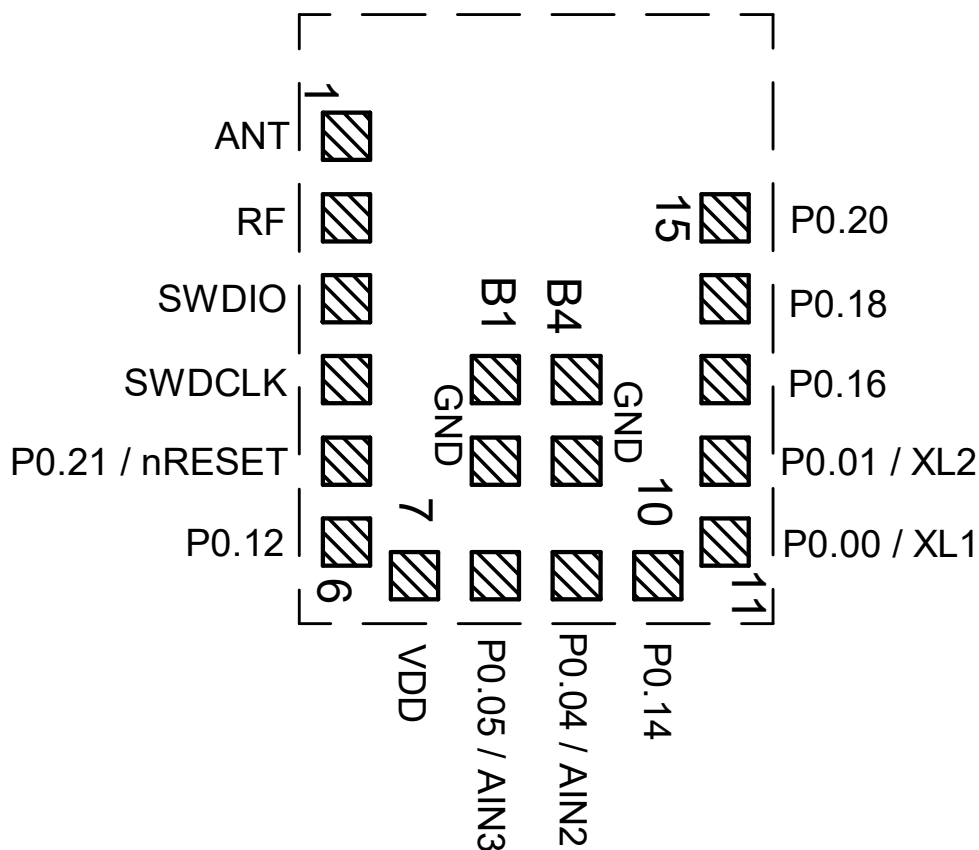 1
ANT
RF
15
P0.20
SWDIO
B1
B4
P0.18
SWDCLK
GND
GND
P0.16
P0.21 / nRESET
P0.01 / XL2
7
10
P0.12
P0.00 / XL1
6
11
VDD
P0.05 / AIN3
P0.04 / AIN2
P0.14